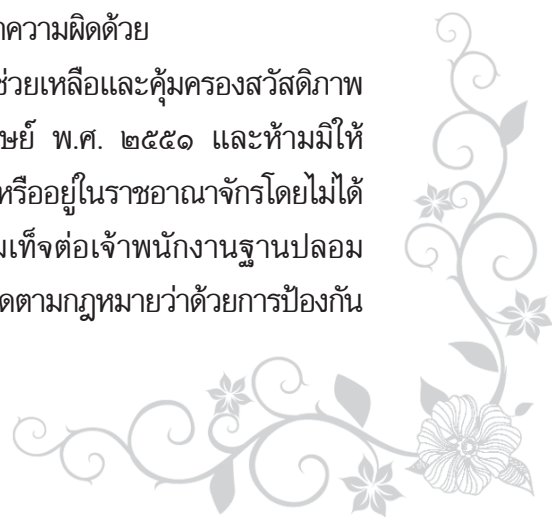 าความผิดด้วย
ช่วยเหลือและคุ้มครองสวัสดิภาพ
ษย์ พ.ศ. ๒๕๕๑ และห้ามมิให้
หรืออยู่ในราชอาณาจักรโดยไม่ได้
มเท็จต่อเจ้าพนักงานฐานปลอม
ดตามกฎหมายว่าด้วยการป้องกัน